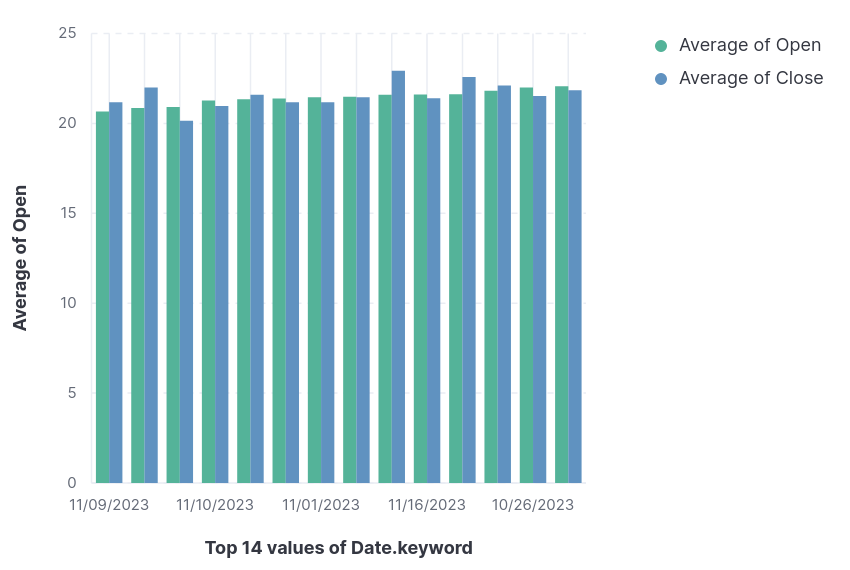 25
20
15
10
5
0
Average of Open
11/09/2023
11/10/2023
11/01/2023
11/16/2023
10/26/2023
Top 14 values of Date.keyword
Average of Open
Average of Close